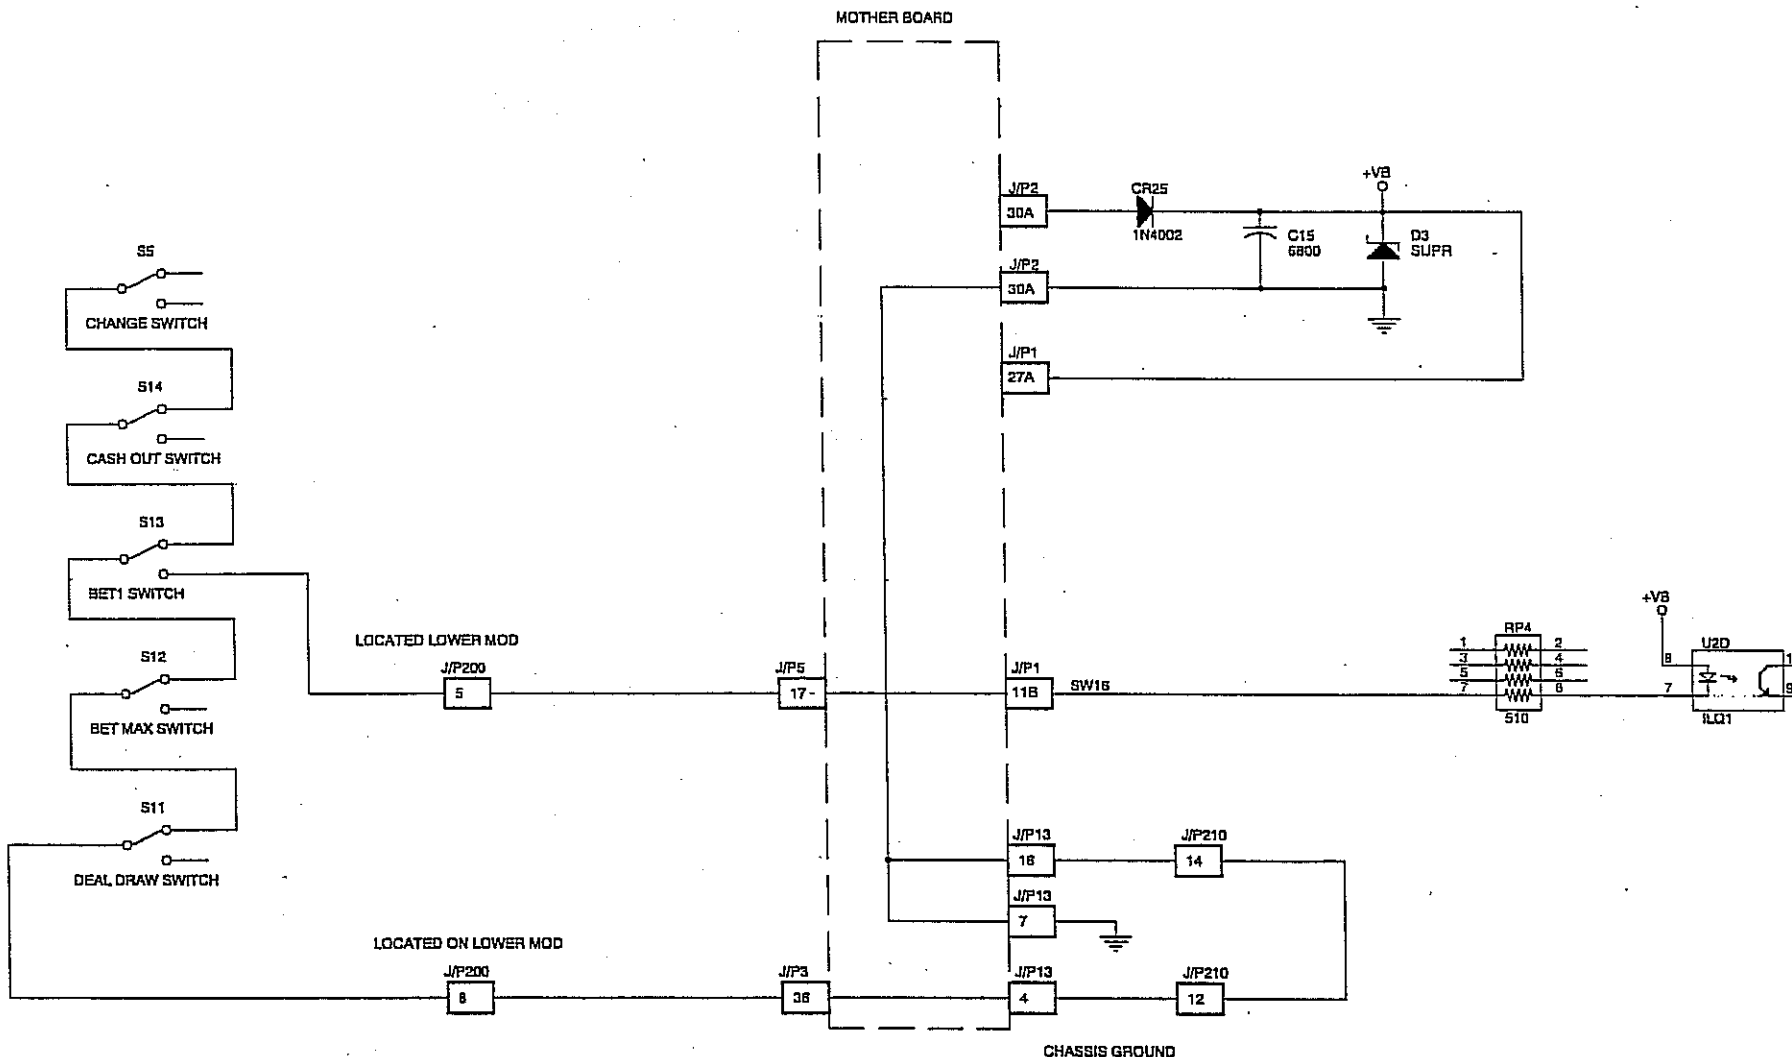 MOTHER BOARD
J/P2
30A
CR25
1N4002
+VB
C15
6800
D3
SUPR
J/P2
30A
J/P1
27A
S5
CHANGE SWITCH
S14
CASH OUT SWITCH
S13
BET1 SWITCH
S12
BET MAX SWITCH
S11
DEAL DRAW SWITCH
LOCATED LOWER MOD
J/P200
5
J/P5
17-
J/P1
11B
SW16
RP4
1 2
3 4
5 6
7 8
510
+VB
U2D
8
7
1
9
ILQ1
J/P13
16
J/P210
14
J/P13
7
LOCATED ON LOWER MOD
J/P200
8
J/P3
36
J/P13
4
J/P210
12
CHASSIS GROUND